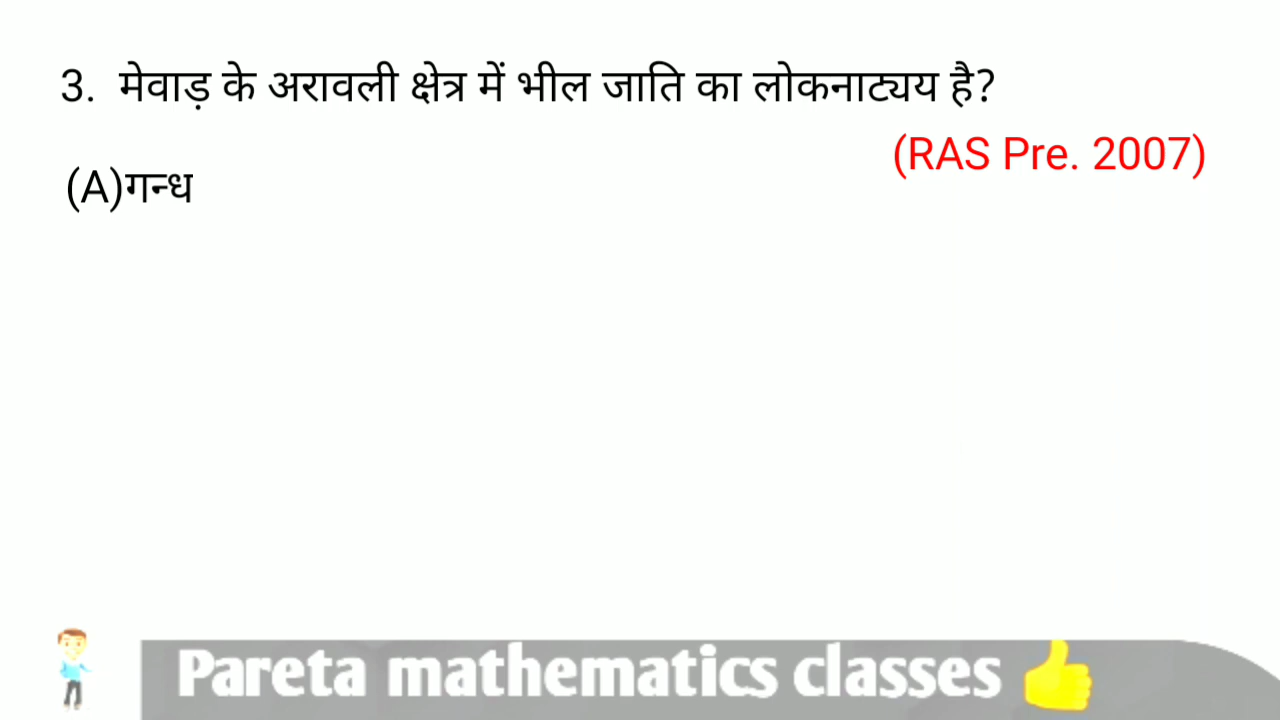 3. मेवाड़ के अरावली क्षेत्र में भील जाति का लोकनाट्यय है?
(RAS Pre. 2007)
(A)गन्ध
Pareta mathematics classes